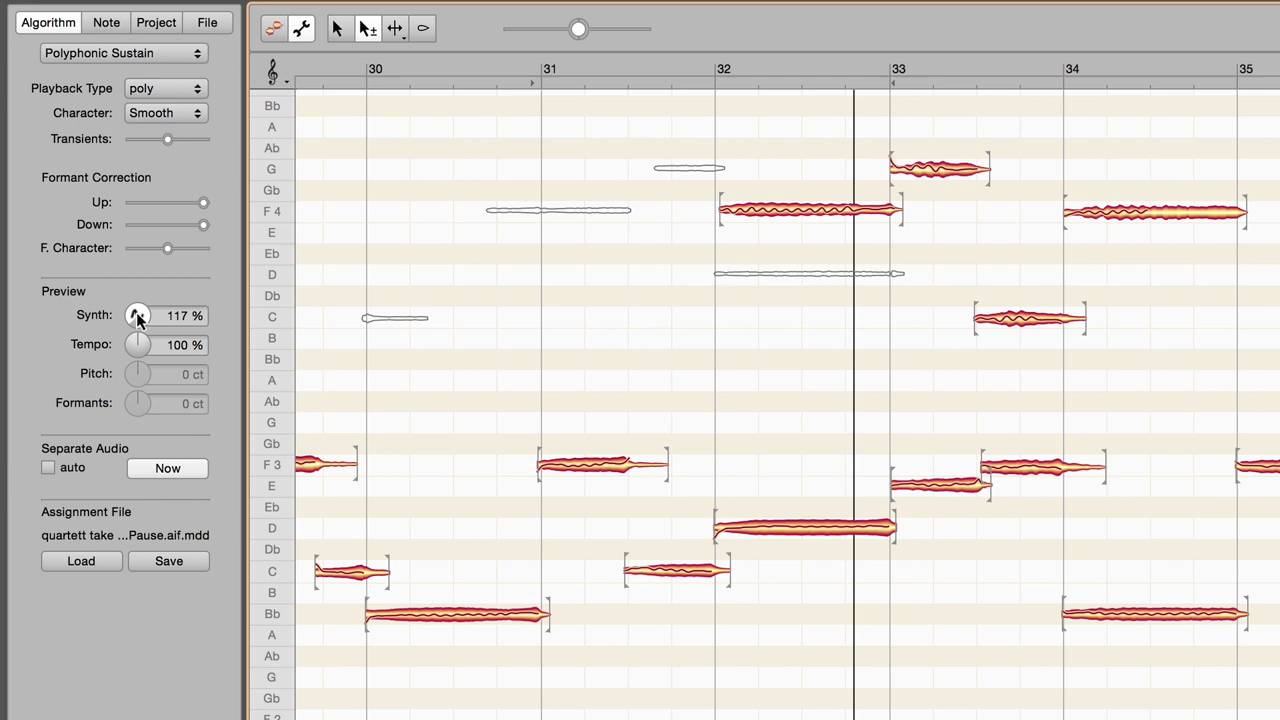 Algorithm Note Project File
Polyphonic Sustain
Playback Type poly
Character: Smooth
Transients:
Formant Correction
Up:
Down:
F. Character:
Preview
Synth: 117 %
Tempo: 100 %
Pitch: 0 ct
Formants: 0 ct
Separate Audio
auto Now
Assignment File
quartett take ...Pause.aif.mdd
Load Save
30 31 32 33 34 35
Bb
A
Ab
G
Gb
F 4
E
Eb
D
Db
C
B
Bb
A
Ab
G
Gb
F 3
E
Eb
D
Db
C
B
Bb
A
Ab
G
Gb
F 2